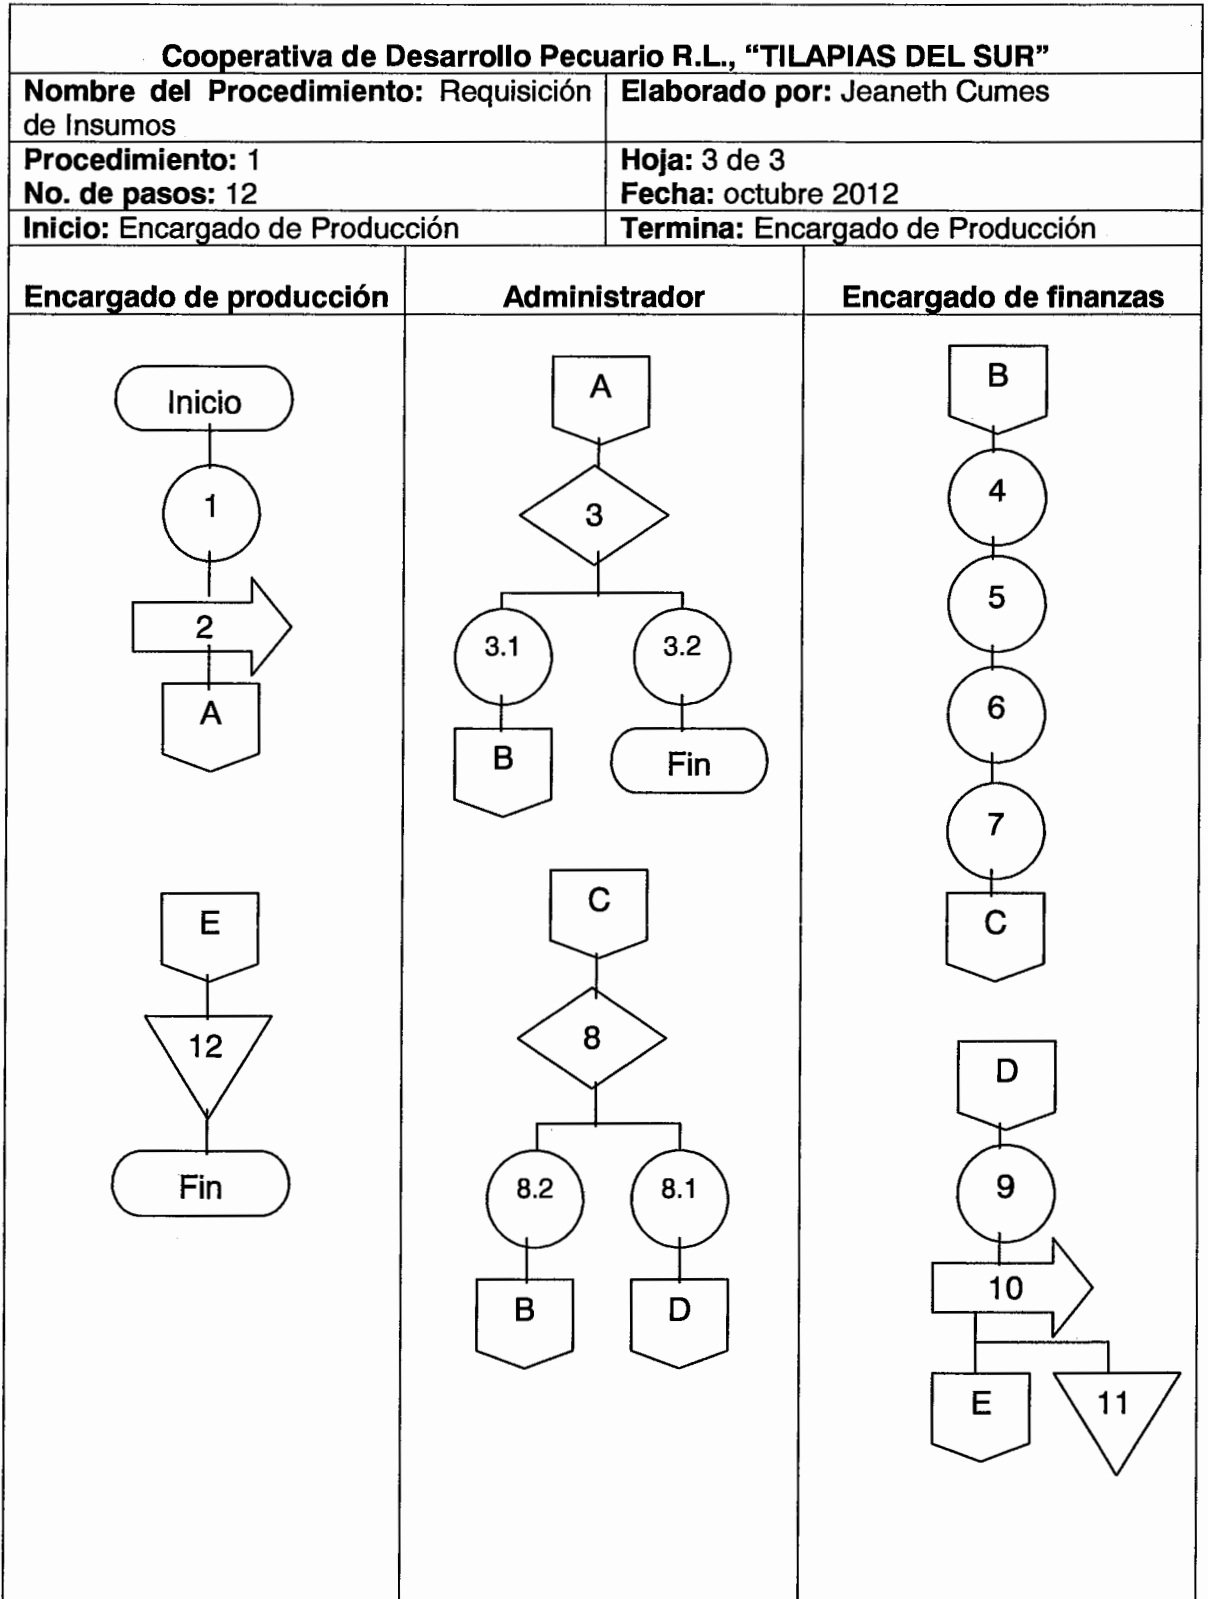 Cooperativa de Desarrollo Pecuario R.L., “TILAPIAS DEL SUR”
Nombre del Procedimiento: Requisición
de Insumos
Elaborado por: Jeaneth Cumes
Procedimiento: 1
No. de pasos: 12
Hoja: 3 de 3
Fecha: octubre 2012
Inicio: Encargado de Producción
Termina: Encargado de Producción
Encargado de producción
Inicio
1
2
A
E
12
Fin
Administrador
A
3
3.1
3.2
B
Fin
C
8
8.2
8.1
B
D
Encargado de finanzas
B
4
5
6
7
C
D
9
10
E
11